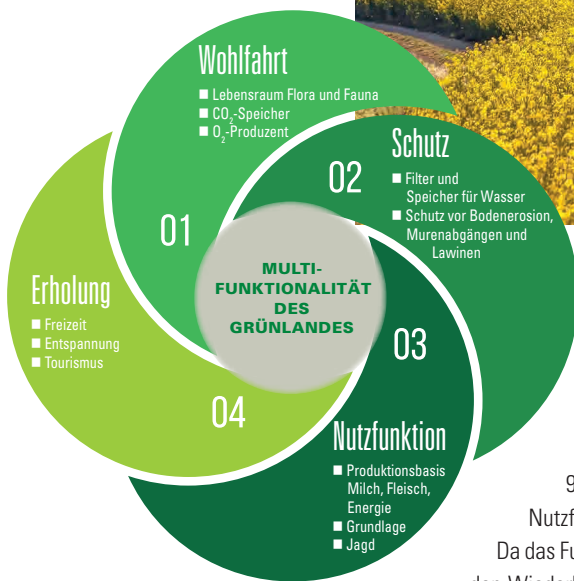 Wohlfahrt
■ Lebensraum Flora und Fauna
■ CO₂-Speicher
■ O₂-Produzent
01
Schutz
■ Filter und
Speicher für Wasser
■ Schutz vor Bodenerosion,
Murenabgängen und
Lawinen
02
MULTI-
FUNKTIONALITÄT
DES
GRÜNLANDES
03
Nutzfunktion
■ Produktionsbasis
Milch, Fleisch,
Energie
■ Grundlage
■ Jagd
Erholung
■ Freizeit
■ Entspannung
■ Tourismus
04
Da das